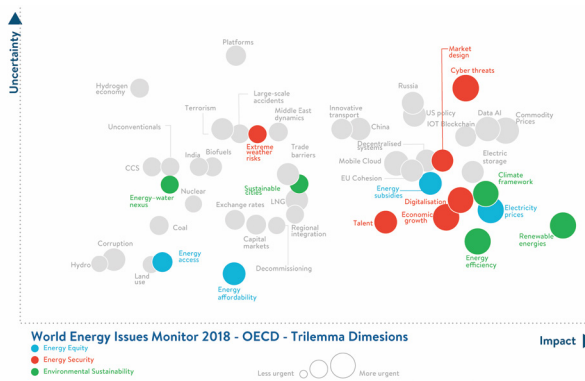 Uncertainty
Platforms
Hydrogen
economy
Large-scale
accidents
Terrorism
Middle East
dynamics
Unconventionals
Extreme
weather
risks
Trade
barriers
CCS
India
Biofuels
Energy-water
nexus
Nuclear
Sustainable
cities
LNG
Exchange rates
Coal
Capital
markets
Regional
integration
Corruption
Hydro
Land
use
Energy
access
Energy
affordability
Decommissioning
Market
design
Cyber threats
Russia
US policy
Innovative
transport
China
IOT Blockchain
Data AI
Commodity
Prices
Decentralised
systems
Mobile Cloud
EU Cohesion
Electric
storage
Energy
subsidies
Climate
framework
Digitalisation
Talent
Economic
growth
Electricity
prices
Energy
efficiency
Renewable
energies
World Energy Issues Monitor 2018 - OECD - Trilemma Dimesions
Impact
Energy Equity
Energy Security
Environmental Sustainability
Less urgent
More urgent